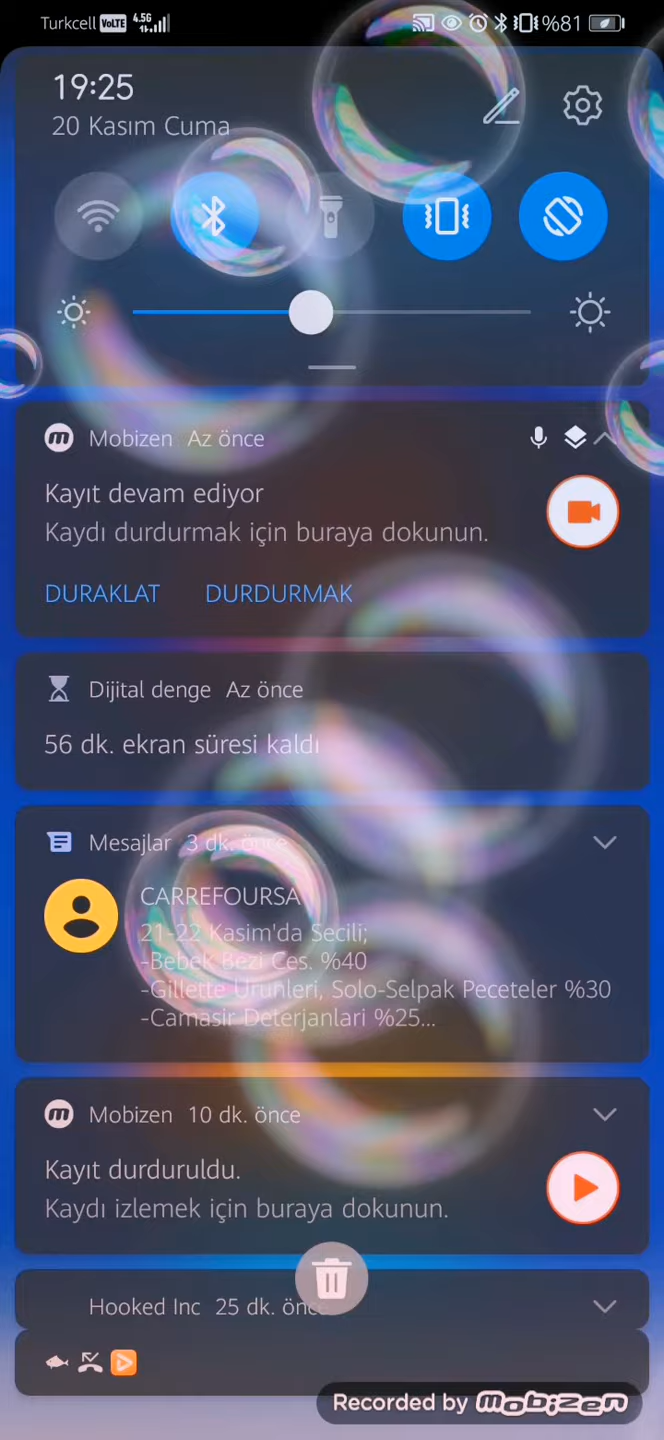 Turkcell VoLTE 4.5G %81
19:25
20 Kasım Cuma
Mobizen Az önce
Kayıt devam ediyor
Kaydı durdurmak için buraya dokunun.
DURAKLAT DURDURMAK
Dijital denge Az önce
56 dk. ekran süresi kaldı
Mesajlar 3 dk. önce
CARREFOURSA
21-22 Kasim'da Secili;
-Bebek Bezi Ces. %40
-Gillette Urunleri, Solo-Selpak Peceteler %30
-Camasir Deterjanlari %25...
Mobizen 10 dk. önce
Kayıt durduruldu.
Kaydı izlemek için buraya dokunun.
Hooked Inc 25 dk. önce
Recorded by mobizen